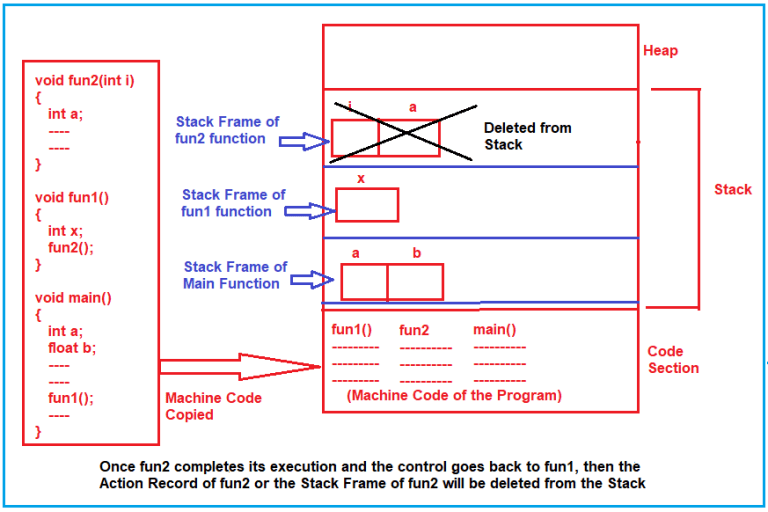 void fun2(int i)
{
int a;
----
----
}
void fun1()
{
int x;
fun2();
}
void main()
{
int a;
float b;
----
----
fun1();
----
}
Machine Code
Copied
Stack Frame of
fun2 function
Stack Frame of
fun1 function
Stack Frame of
Main Function
i a
Deleted from
Stack
x
a b
fun1() fun2 main()
--------- ---------- ----------
--------- ---------- ----------
--------- ---------- ----------
(Machine Code of the Program)
Heap
Stack
Code
Section
Once fun2 completes its execution and the control goes back to fun1, then the
Action Record of fun2 or the Stack Frame of fun2 will be deleted from the Stack